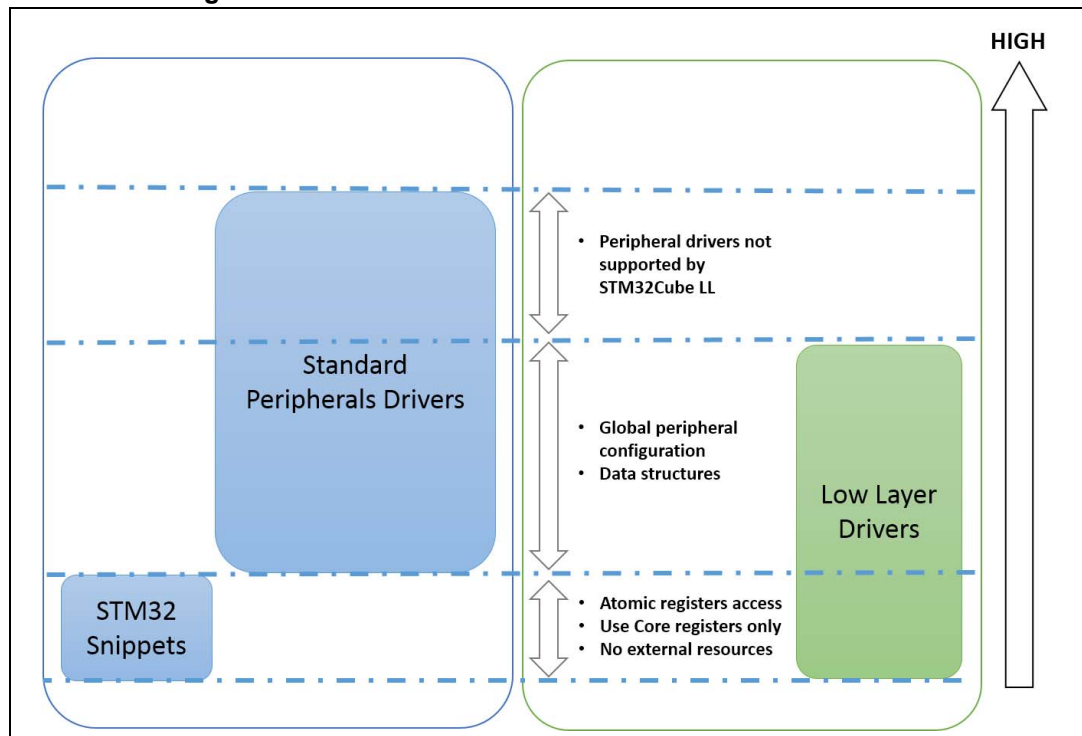 HIGH
• Peripheral drivers not
supported by
STM32Cube LL
Standard
Peripherals Drivers
• Global peripheral
configuration
• Data structures
Low Layer
Drivers
STM32
Snippets
• Atomic registers access
• Use Core registers only
• No external resources